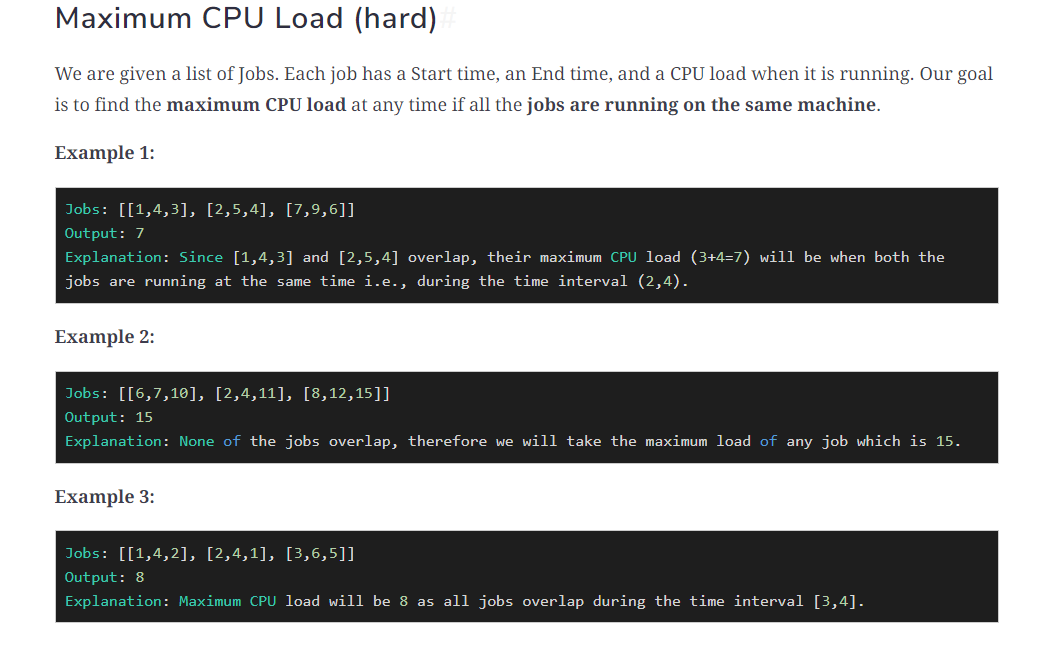 Maximum CPU Load (hard)#
We are given a list of Jobs. Each job has a Start time, an End time, and a CPU load when it is running. Our goal
is to find the maximum CPU load at any time if all the jobs are running on the same machine.
Example 1:
Jobs: [[1,4,3], [2,5,4], [7,9,6]]
Output: 7
Explanation: Since [1,4,3] and [2,5,4] overlap, their maximum CPU load (3+4=7) will be when both the
jobs are running at the same time i.e., during the time interval (2,4).
Example 2:
Jobs: [[6,7,10], [2,4,11], [8,12,15]]
Output: 15
Explanation: None of the jobs overlap, therefore we will take the maximum load of any job which is 15.
Example 3:
Jobs: [[1,4,2], [2,4,1], [3,6,5]]
Output: 8
Explanation: Maximum CPU load will be 8 as all jobs overlap during the time interval [3,4].